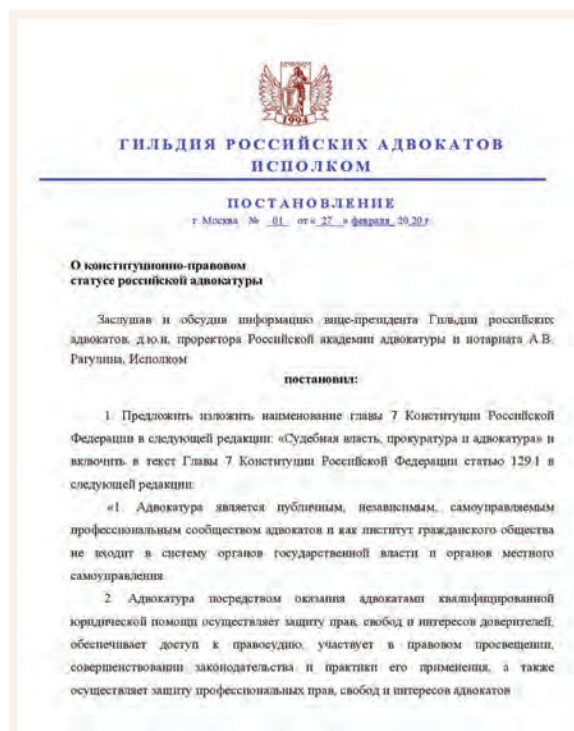 1994
ГИЛЬДИЯ РОССИЙСКИХ АДВОКАТОВ
ИСПОЛКОМ
ПОСТАНОВЛЕНИЕ
г. Москва № 01 от « 27 » февраля 2020 г.
О конституционно-правовом
статусе российской адвокатуры
Заслушав и обсудив информацию вице-президента Гильдии российских
адвокатов, д.ю.н., проректора Российской академии адвокатуры и нотариата А.В.
Рагулина, Исполком
постановил:
1. Предложить изложить наименование главы 7 Конституции Российской
Федерации в следующей редакции: «Судебная власть, прокуратура и адвокатура» и
включить в текст Главы 7 Конституции Российской Федерации статью 129.1 в
следующей редакции:
«1. Адвокатура является публичным, независимым, самоуправляемым
профессиональным сообществом адвокатов и как институт гражданского общества
не входит в систему органов государственной власти и органов местного
самоуправления.
2. Адвокатура посредством оказания адвокатами квалифицированной
юридической помощи осуществляет защиту прав, свобод и интересов доверителей,
обеспечивает доступ к правосудию, участвует в правовом просвещении,
совершенствовании законодательства и практики его применения, а также
осуществляет защиту профессиональных прав, свобод и интересов адвокатов.